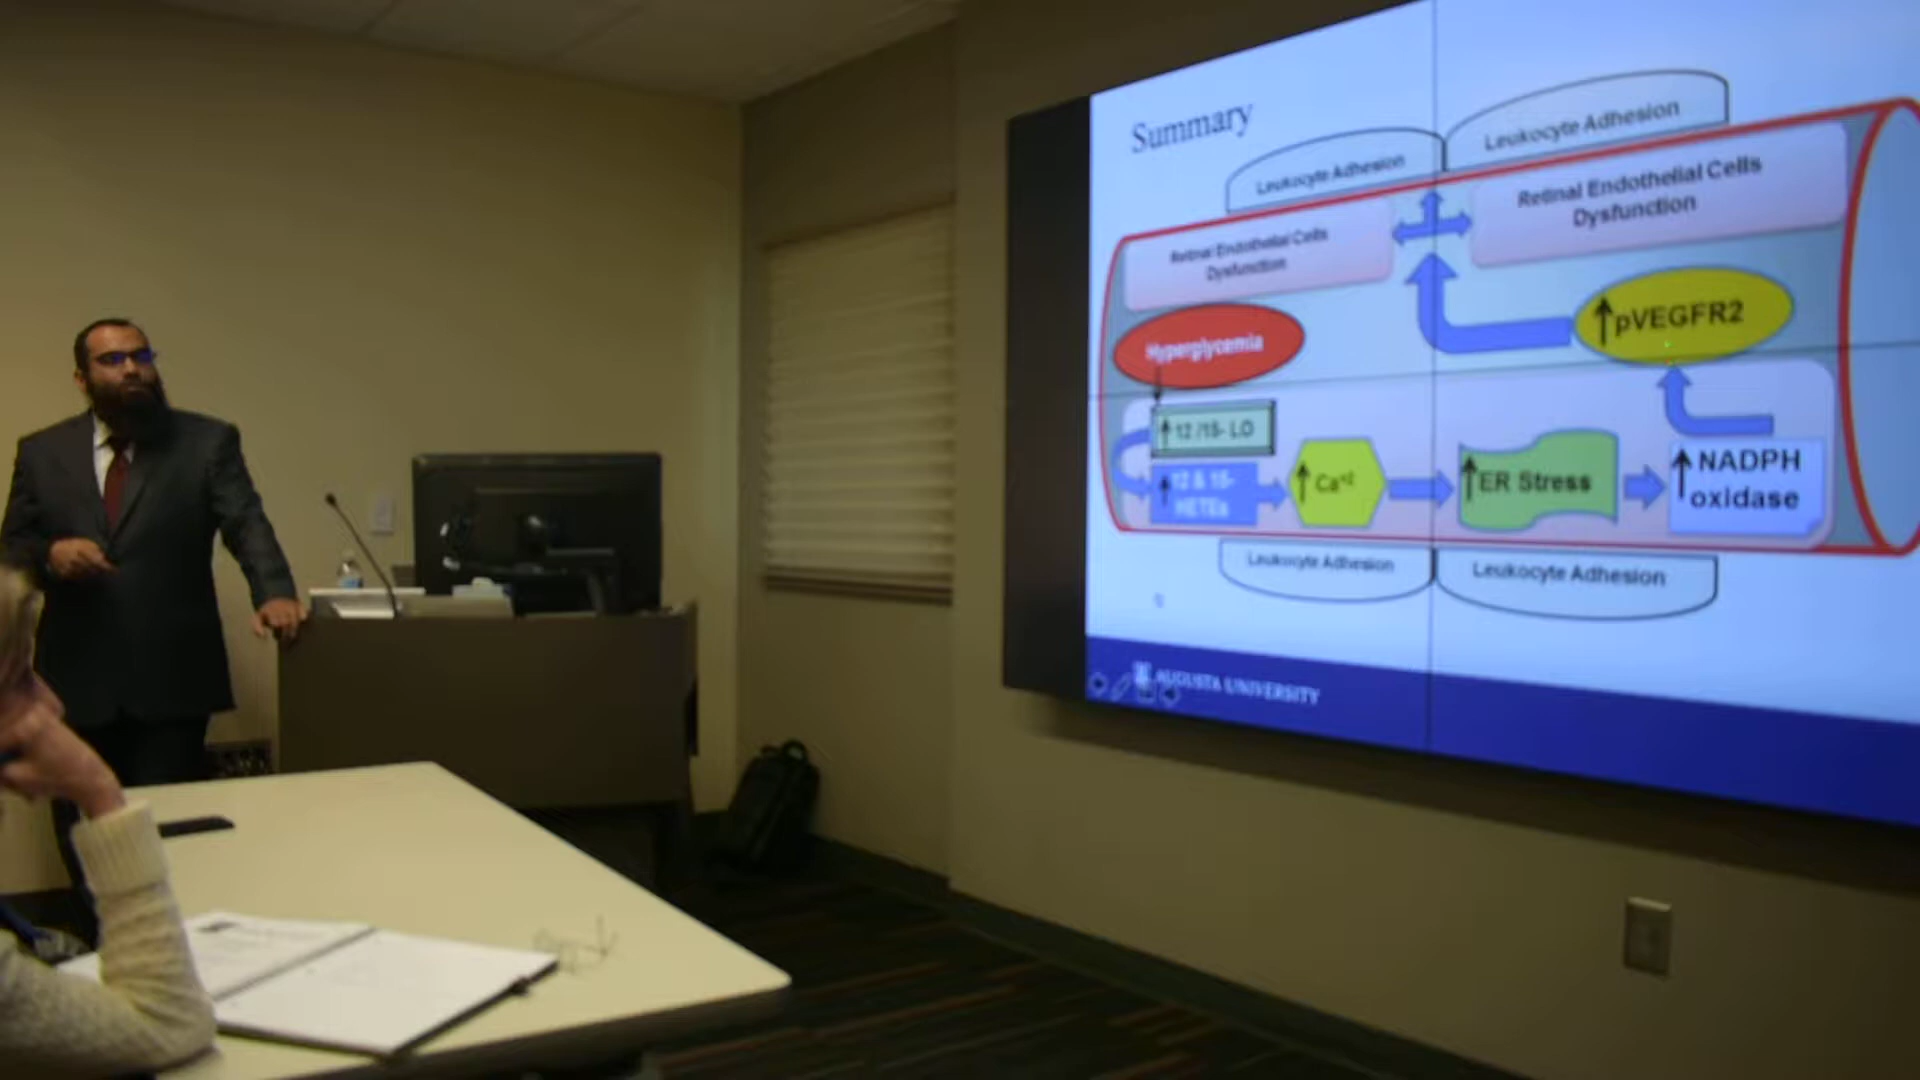 Summary
Leukocyte Adhesion
Leukocyte Adhesion
Retinal Endothelial Cells
Dysfunction
Retinal Endothelial Cells
Dysfunction
Hyperglycemia
pVEGFR2
12 /15- LO
12 & 15-
HETEs
Ca+2
ER Stress
NADPH
oxidase
Leukocyte Adhesion
Leukocyte Adhesion
AUGUSTA UNIVERSITY